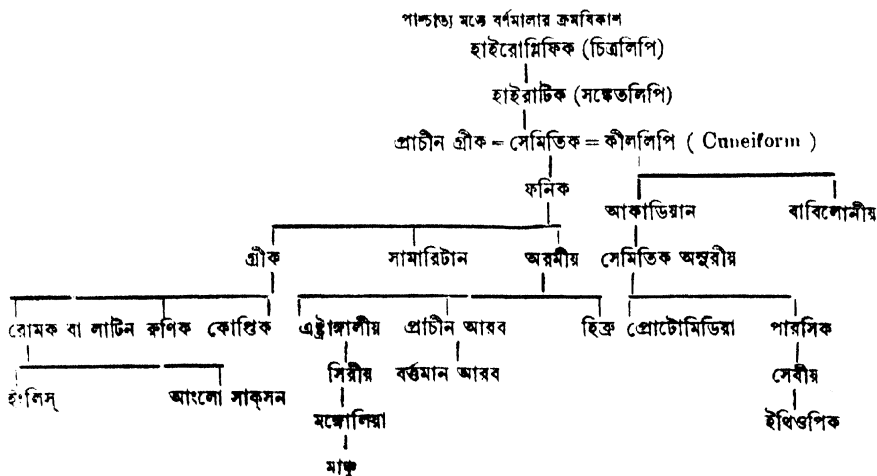 পাশ্চাত্য মতে বর্ণমালার ক্রমবিকাশ
হাইরোগ্লিফিক (চিত্রলিপি)
হাইরাটিক (সঙ্কেতলিপি)
প্রাচীন গ্রীক = সেমিতিক = কীললিপি ( Cuneiform )
ফনিক
আকাডিয়ান বাবিলোনীয়
গ্রীক সামারিটান অরমীয় সেমিতিক অসুরীয়
রোমক বা লাটিন রুণিক কোপ্তিক এষ্ট্রাঙ্গালীয় প্রাচীন আরব হিব্রু প্রোটোমিডিয়া পারসিক
সিরীয় বর্ত্তমান আরব সেবীয়
ইংলিস্ আংলো সাক্‌সন
মঙ্গোলিয়া ইথিওপিক
মাঞ্চু